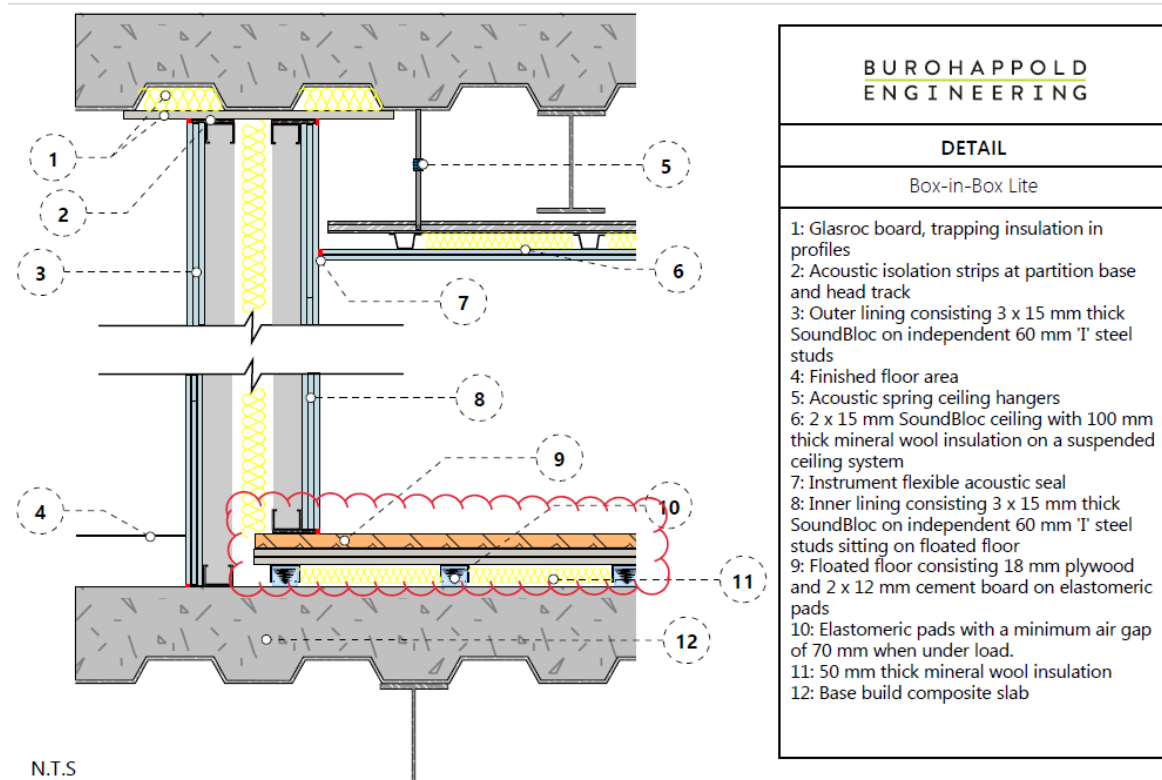 BUROHAPPOLD
ENGINEERING
DETAIL
Box-in-Box Lite
1: Glasroc board, trapping insulation in
profiles
2: Acoustic isolation strips at partition base
and head track
3: Outer lining consisting 3 x 15 mm thick
SoundBloc on independent 60 mm 'I' steel
studs
4: Finished floor area
5: Acoustic spring ceiling hangers
6: 2 x 15 mm SoundBloc ceiling with 100 mm
thick mineral wool insulation on a suspended
ceiling system
7: Instrument flexible acoustic seal
8: Inner lining consisting 3 x 15 mm thick
SoundBloc on independent 60 mm 'I' steel
studs sitting on floated floor
9: Floated floor consisting 18 mm plywood
and 2 x 12 mm cement board on elastomeric
pads
10: Elastomeric pads with a minimum air gap
of 70 mm when under load.
11: 50 mm thick mineral wool insulation
12: Base build composite slab
1
2
3
4
5
6
7
8
9
10
11
12
N.T.S